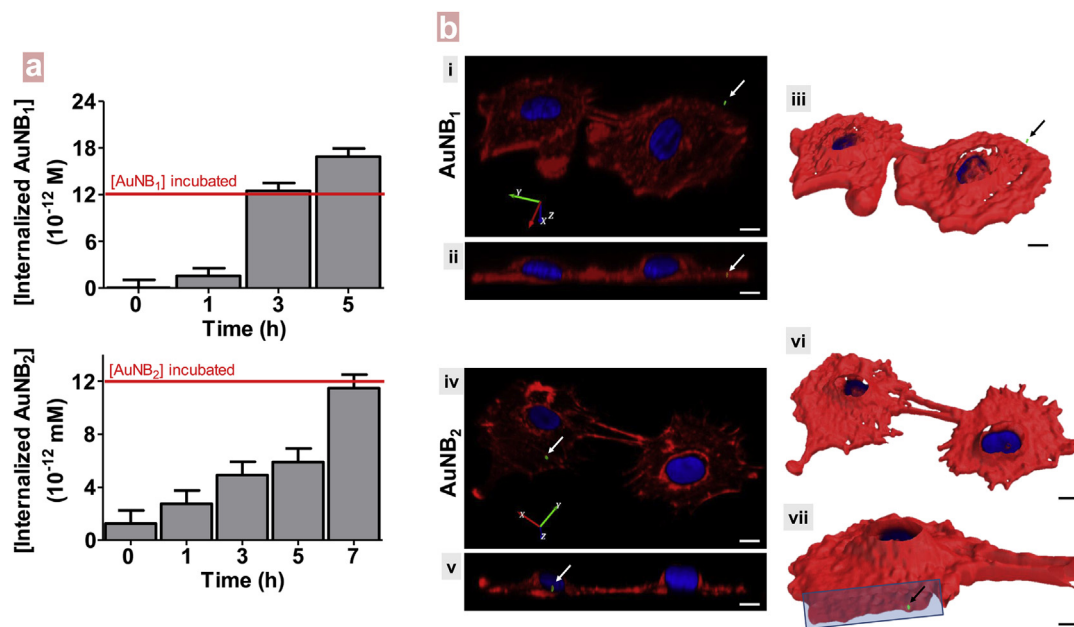 a
24
18
12
6
0
[AuNB1] incubated
[Internalized AuNB1]
(10-12 M)
0 1 3 5
Time (h)
12
8
4
0
[AuNB2] incubated
[Internalized AuNB2]
(10-12 mM)
0 1 3 5 7
Time (h)
b
AuNB1
i
Y
X Z
ii
iii
AuNB2
iv
X Y
Z
v
vi
vii